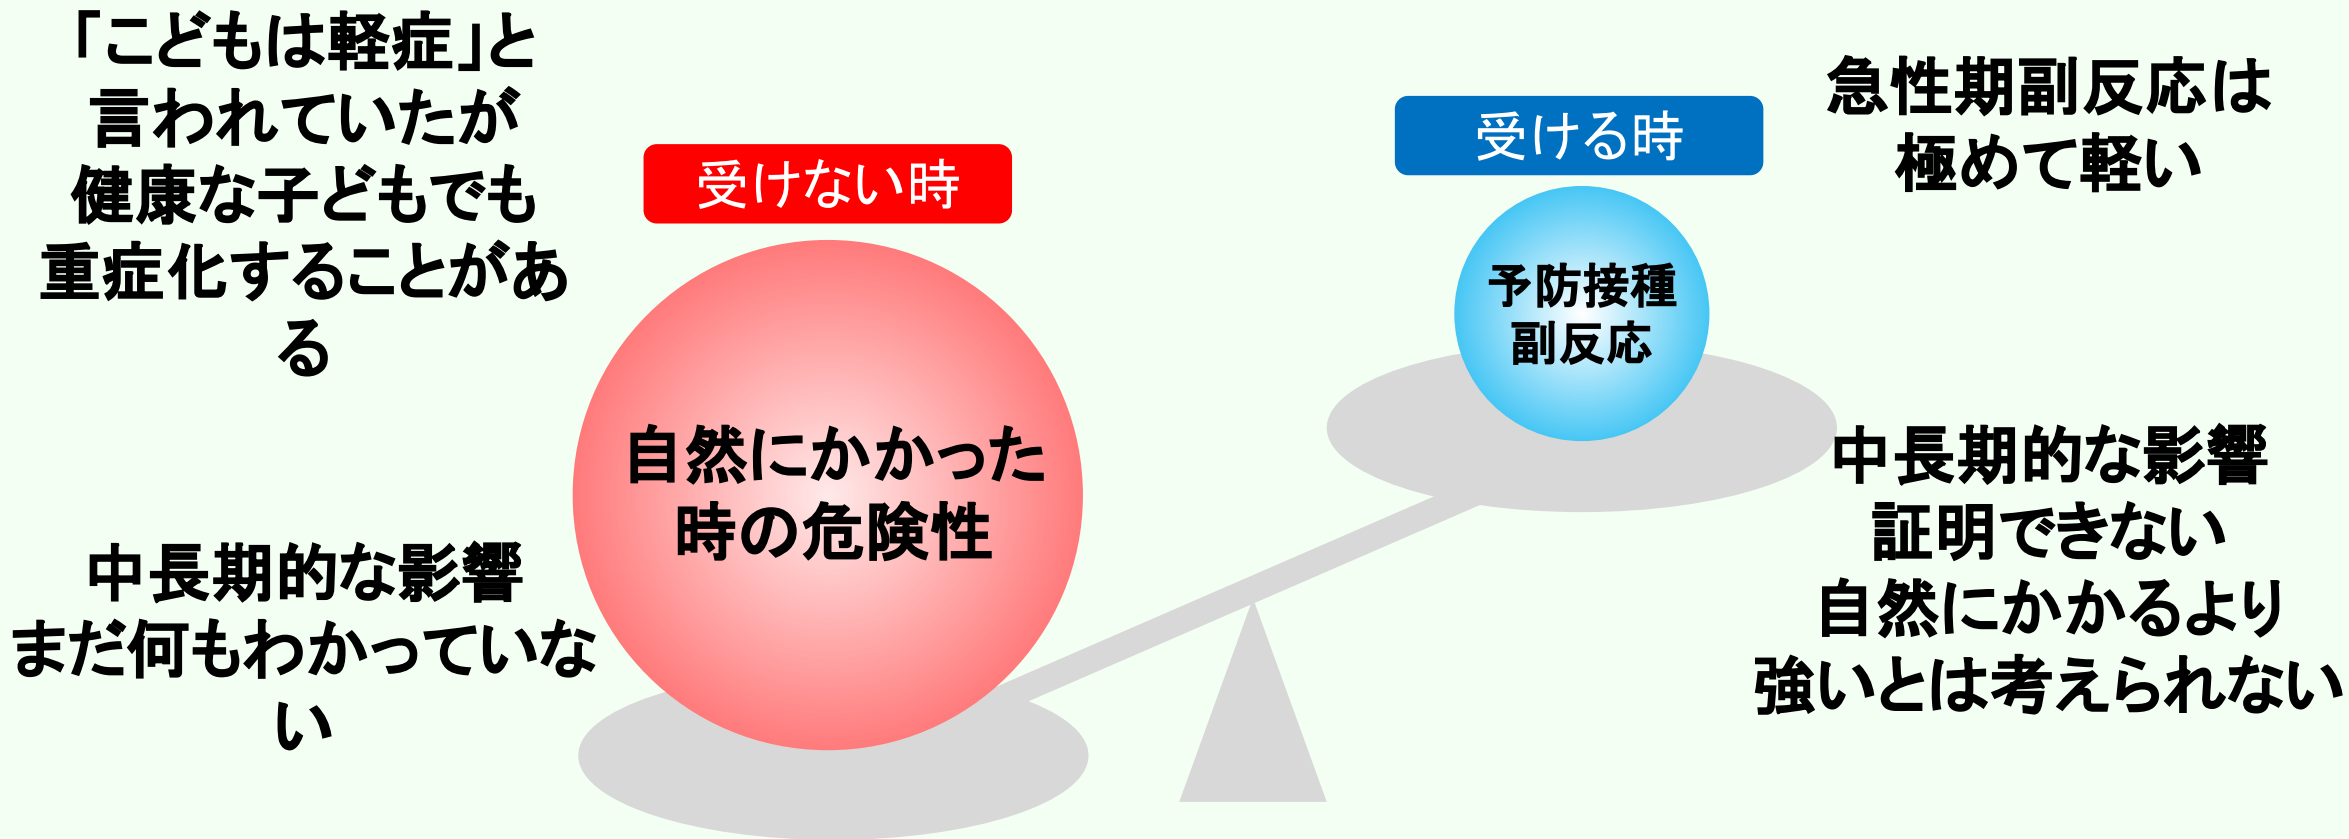 「こどもは軽症」と
言われていたが
健康な子どもでも
重症化することがあ
る
中長期的な影響
まだ何もわかっていな
い
受けない時
自然にかかった
時の危険性
受ける時
予防接種
副反応
急性期副反応は
極めて軽い
中長期的な影響
証明できない
自然にかかるより
強いとは考えられない